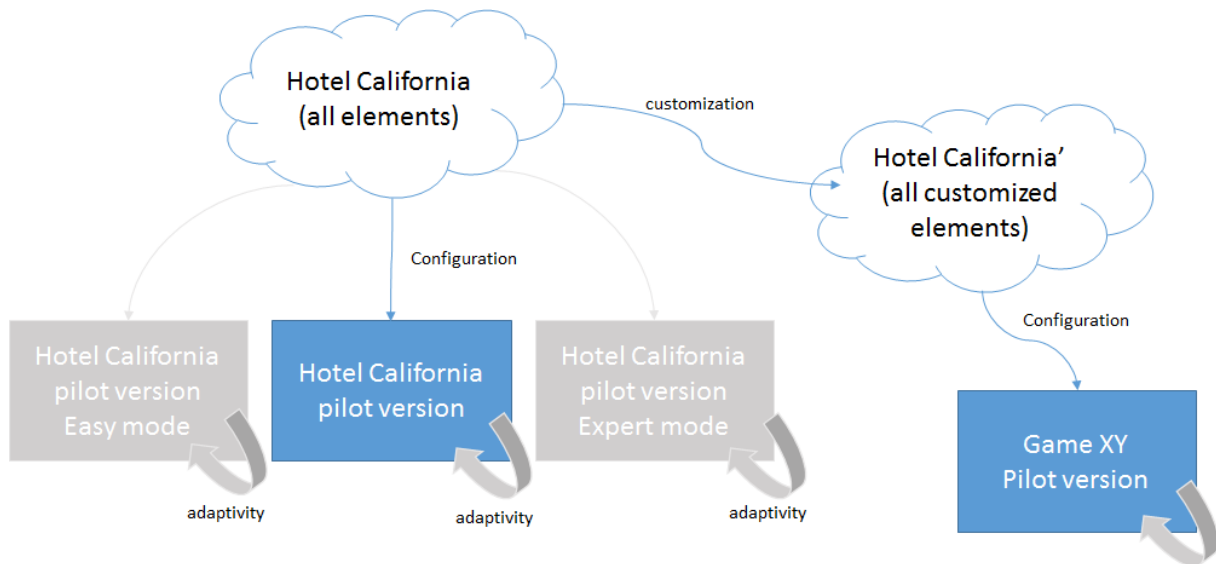 Hotel California
(all elements)
customization
Hotel California’
(all customized
elements)
Configuration
Configuration
Hotel California
pilot version
Easy mode
Hotel California
pilot version
Hotel California
pilot version
Expert mode
Game XY
Pilot version
adaptivity
adaptivity
adaptivity